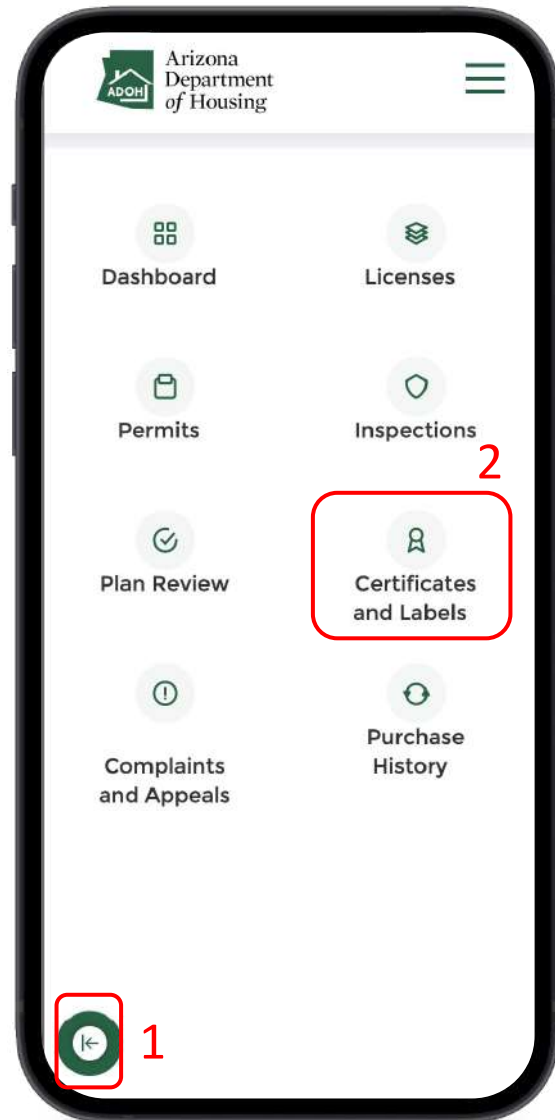 Arizona
Department
of Housing
ADOH
Dashboard
Licenses
Permits
Inspections
2
Plan Review
Certificates
and Labels
Complaints
and Appeals
Purchase
History
1